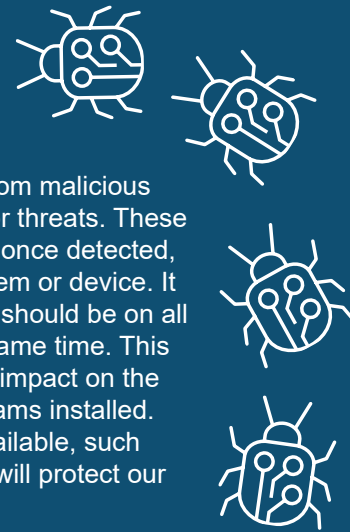 om malicious
r threats. These
once detected,
em or device. It
should be on all
ame time. This
impact on the
ams installed.
ailable, such
will protect our